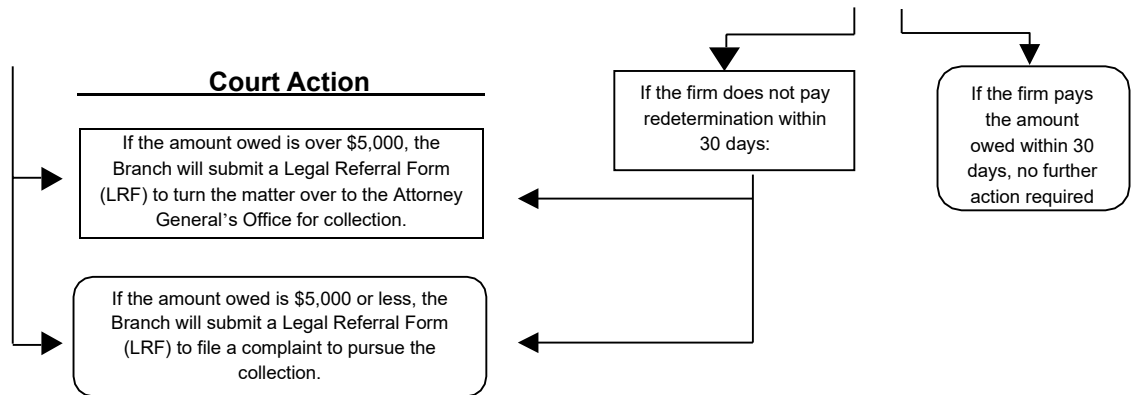 Court Action
If the amount owed is over $5,000, the
Branch will submit a Legal Referral Form
(LRF) to turn the matter over to the Attorney
General's Office for collection.
If the amount owed is $5,000 or less, the
Branch will submit a Legal Referral Form
(LRF) to file a complaint to pursue the
collection.
If the firm does not pay
redetermination within
30 days:
If the firm pays
the amount
owed within 30
days, no further
action required